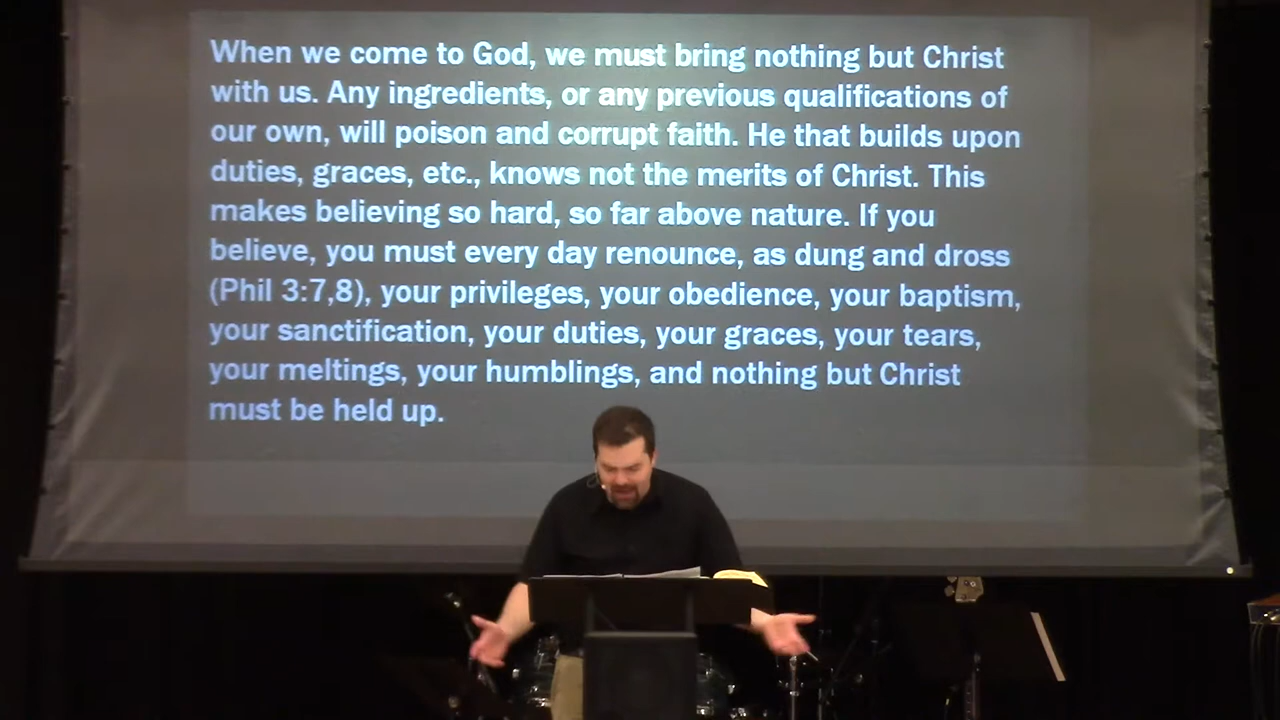 When we come to God, we must bring nothing but Christ
with us. Any ingredients, or any previous qualifications of
our own, will poison and corrupt faith. He that builds upon
duties, graces, etc., knows not the merits of Christ. This
makes believing so hard, so far above nature. If you
believe, you must every day renounce, as dung and dross
(Phil 3:7,8), your privileges, your obedience, your baptism,
your sanctification, your duties, your graces, your tears,
your meltings, your humblings, and nothing but Christ
must be held up.